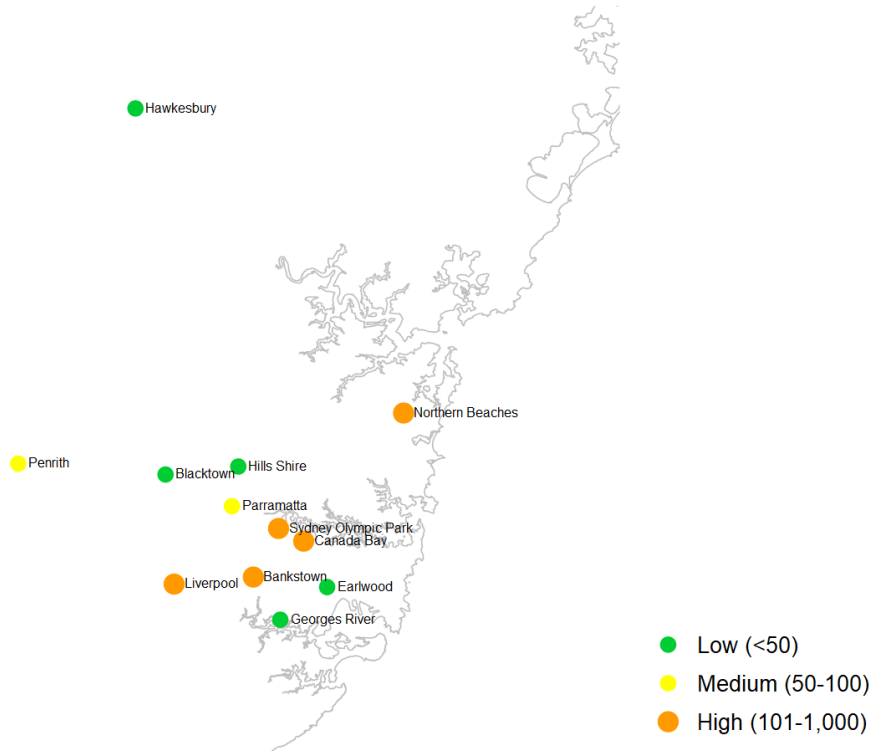 Hawkesbury
Northern Beaches
Penrith
Hills Shire
Blacktown
Parramatta
Sydney Olympic Park
Canada Bay
Bankstown
Liverpool
Earlwood
Georges River
Low (<50)
Medium (50-100)
High (101-1,000)